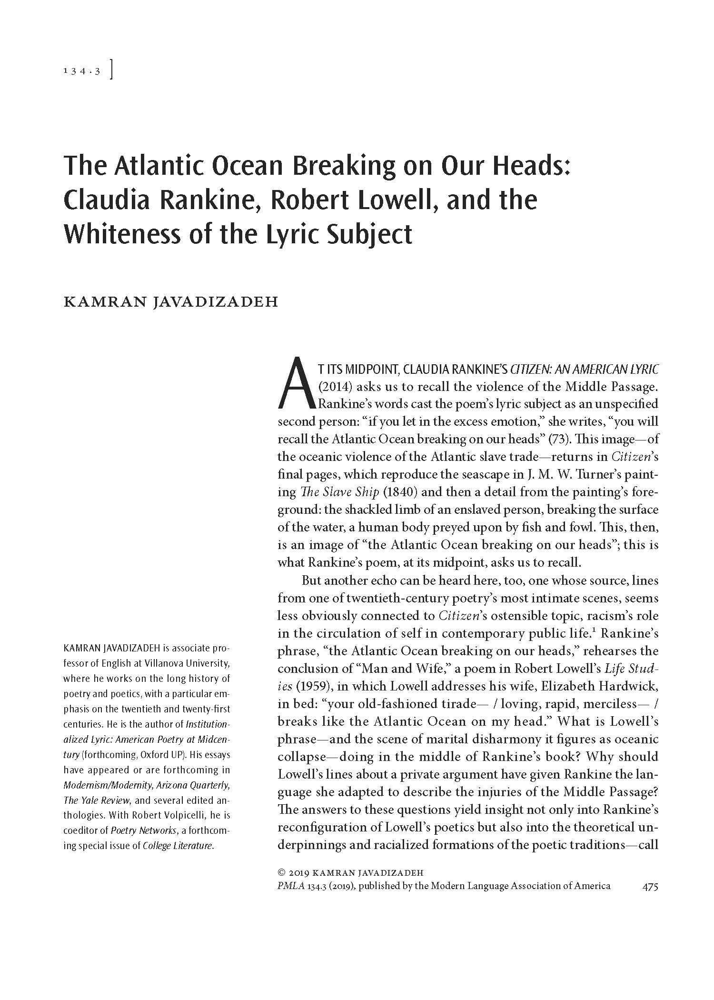 134.3 ]
The Atlantic Ocean Breaking on Our Heads:
Claudia Rankine, Robert Lowell, and the
Whiteness of the Lyric Subject
KAMRAN JAVADIZADEH
AT ITS MIDPOINT, CLAUDIA RANKINE’S CITIZEN: AN AMERICAN LYRIC
(2014) asks us to recall the violence of the Middle Passage.
Rankine’s words cast the poem’s lyric subject as an unspecified
second person: “if you let in the excess emotion,” she writes, “you will
recall the Atlantic Ocean breaking on our heads” (73). This image—of
the oceanic violence of the Atlantic slave trade—returns in Citizen’s
final pages, which reproduce the seascape in J. M. W. Turner’s paint-
ing The Slave Ship (1840) and then a detail from the painting’s fore-
ground: the shackled limb of an enslaved person, breaking the surface
of the water, a human body preyed upon by fish and fowl. This, then,
is an image of “the Atlantic Ocean breaking on our heads”; this is
what Rankine’s poem, at its midpoint, asks us to recall.
But another echo can be heard here, too, one whose source, lines
from one of twentieth-century poetry’s most intimate scenes, seems
less obviously connected to Citizen’s ostensible topic, racism’s role
in the circulation of self in contemporary public life.1 Rankine’s
phrase, “the Atlantic Ocean breaking on our heads,” rehearses the
conclusion of “Man and Wife,” a poem in Robert Lowell’s Life Stud-
ies (1959), in which Lowell addresses his wife, Elizabeth Hardwick,
in bed: “your old-fashioned tirade— / loving, rapid, merciless— /
breaks like the Atlantic Ocean on my head.” What is Lowell’s
phrase—and the scene of marital disharmony it figures as oceanic
collapse—doing in the middle of Rankine’s book? Why should
Lowell’s lines about a private argument have given Rankine the lan-
guage she adapted to describe the injuries of the Middle Passage?
The answers to these questions yield insight not only into Rankine’s
reconfiguration of Lowell’s poetics but also into the theoretical un-
derpinnings and racialized formations of the poetic traditions—call
KAMRAN JAVADIZADEH is associate pro-
fessor of English at Villanova University,
where he works on the long history of
poetry and poetics, with a particular em-
phasis on the twentieth and twenty-first
centuries. He is the author of Institution-
alized Lyric: American Poetry at Midcen-
tury (forthcoming, Oxford UP). His essays
have appeared or are forthcoming in
Modernism/Modernity, Arizona Quarterly,
The Yale Review, and several edited an-
thologies. With Robert Volpicelli, he is
coeditor of Poetry Networks, a forthcom-
ing special issue of College Literature.
© 2019 KAMRAN JAVADIZADEH
PMLA 134.3 (2019), published by the Modern Language Association of America 475